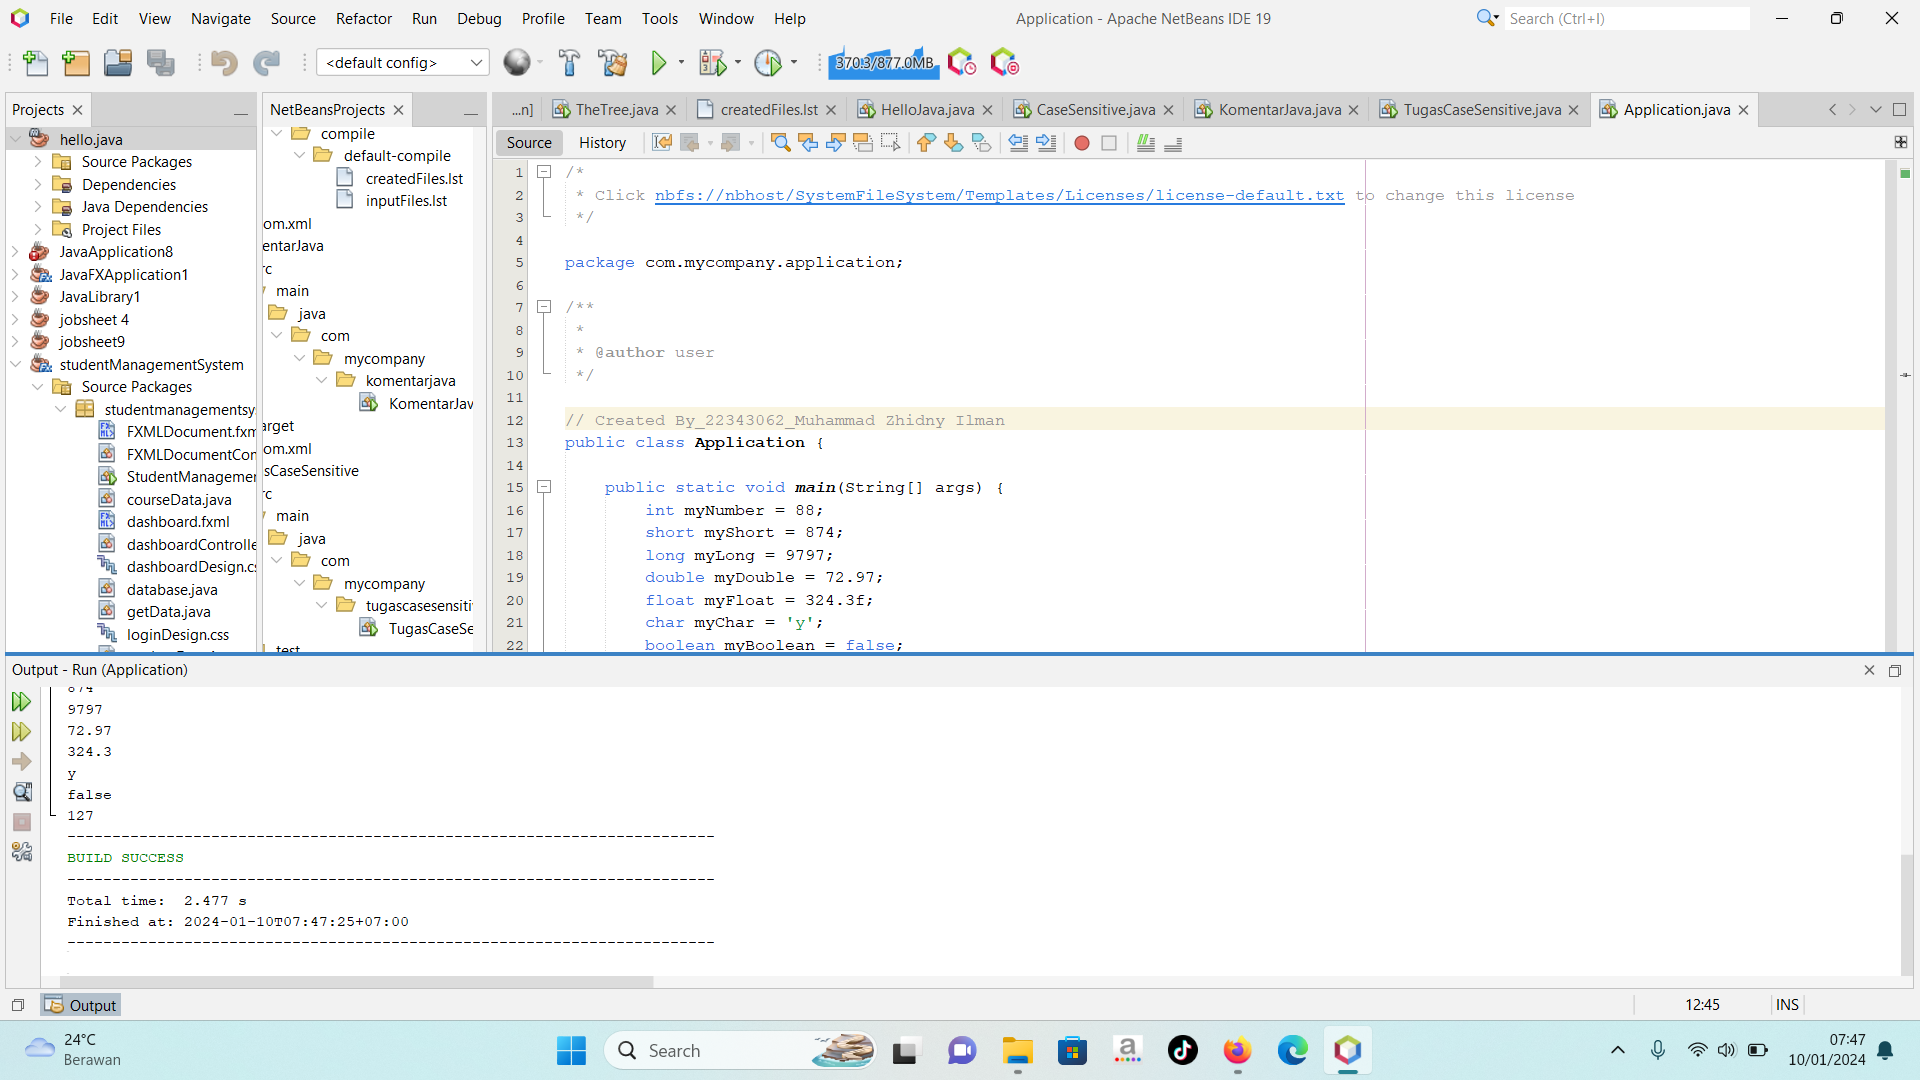 File Edit View Navigate Source Refactor Run Debug Profile Team Tools Window Help
Application - Apache NetBeans IDE 19
Search (Ctrl+I)
<default config>
370.3/877.0MB
Projects
hello.java
Source Packages
Dependencies
Java Dependencies
Project Files
JavaApplication8
JavaFXApplication1
JavaLibrary1
jobsheet 4
jobsheet9
studentManagementSystem
Source Packages
studentmanagementsy
FXMLDocument.fxm
FXMLDocumentCon
StudentManagemer
courseData.java
dashboard.fxml
dashboardControlle
dashboardDesign.c
database.java
getData.java
loginDesign.css
NetBeansProjects
compile
default-compile
createdFiles.lst
inputFiles.lst
om.xml
entarJava
rc
main
java
com
mycompany
komentarjava
KomentarJav
arget
om.xml
sCaseSensitive
rc
main
java
com
mycompany
tugascasesensiti
TugasCaseSe
test
...n] TheTree.java createdFiles.lst HelloJava.java CaseSensitive.java KomentarJava.java TugasCaseSensitive.java Application.java
Source History
1 /*
2 * Click nbfs://nbhost/SystemFileSystem/Templates/Licenses/license-default.txt to change this license
3 */
4
5 package com.mycompany.application;
6
7 /**
8 *
9 * @author user
10 */
11
12 // Created By_22343062_Muhammad Zhidny Ilman
13 public class Application {
14
15 public static void main(String[] args) {
16 int myNumber = 88;
17 short myShort = 874;
18 long myLong = 9797;
19 double myDouble = 72.97;
20 float myFloat = 324.3f;
21 char myChar = 'y';
22 boolean myBoolean = false;
Output - Run (Application)
874
9797
72.97
324.3
y
false
127
------------------------------------------------------------------------
BUILD SUCCESS
------------------------------------------------------------------------
Total time:  2.477 s
Finished at: 2024-01-10T07:47:25+07:00
------------------------------------------------------------------------
Output
12:45 INS
24°C
Berawan
Search
07:47
10/01/2024